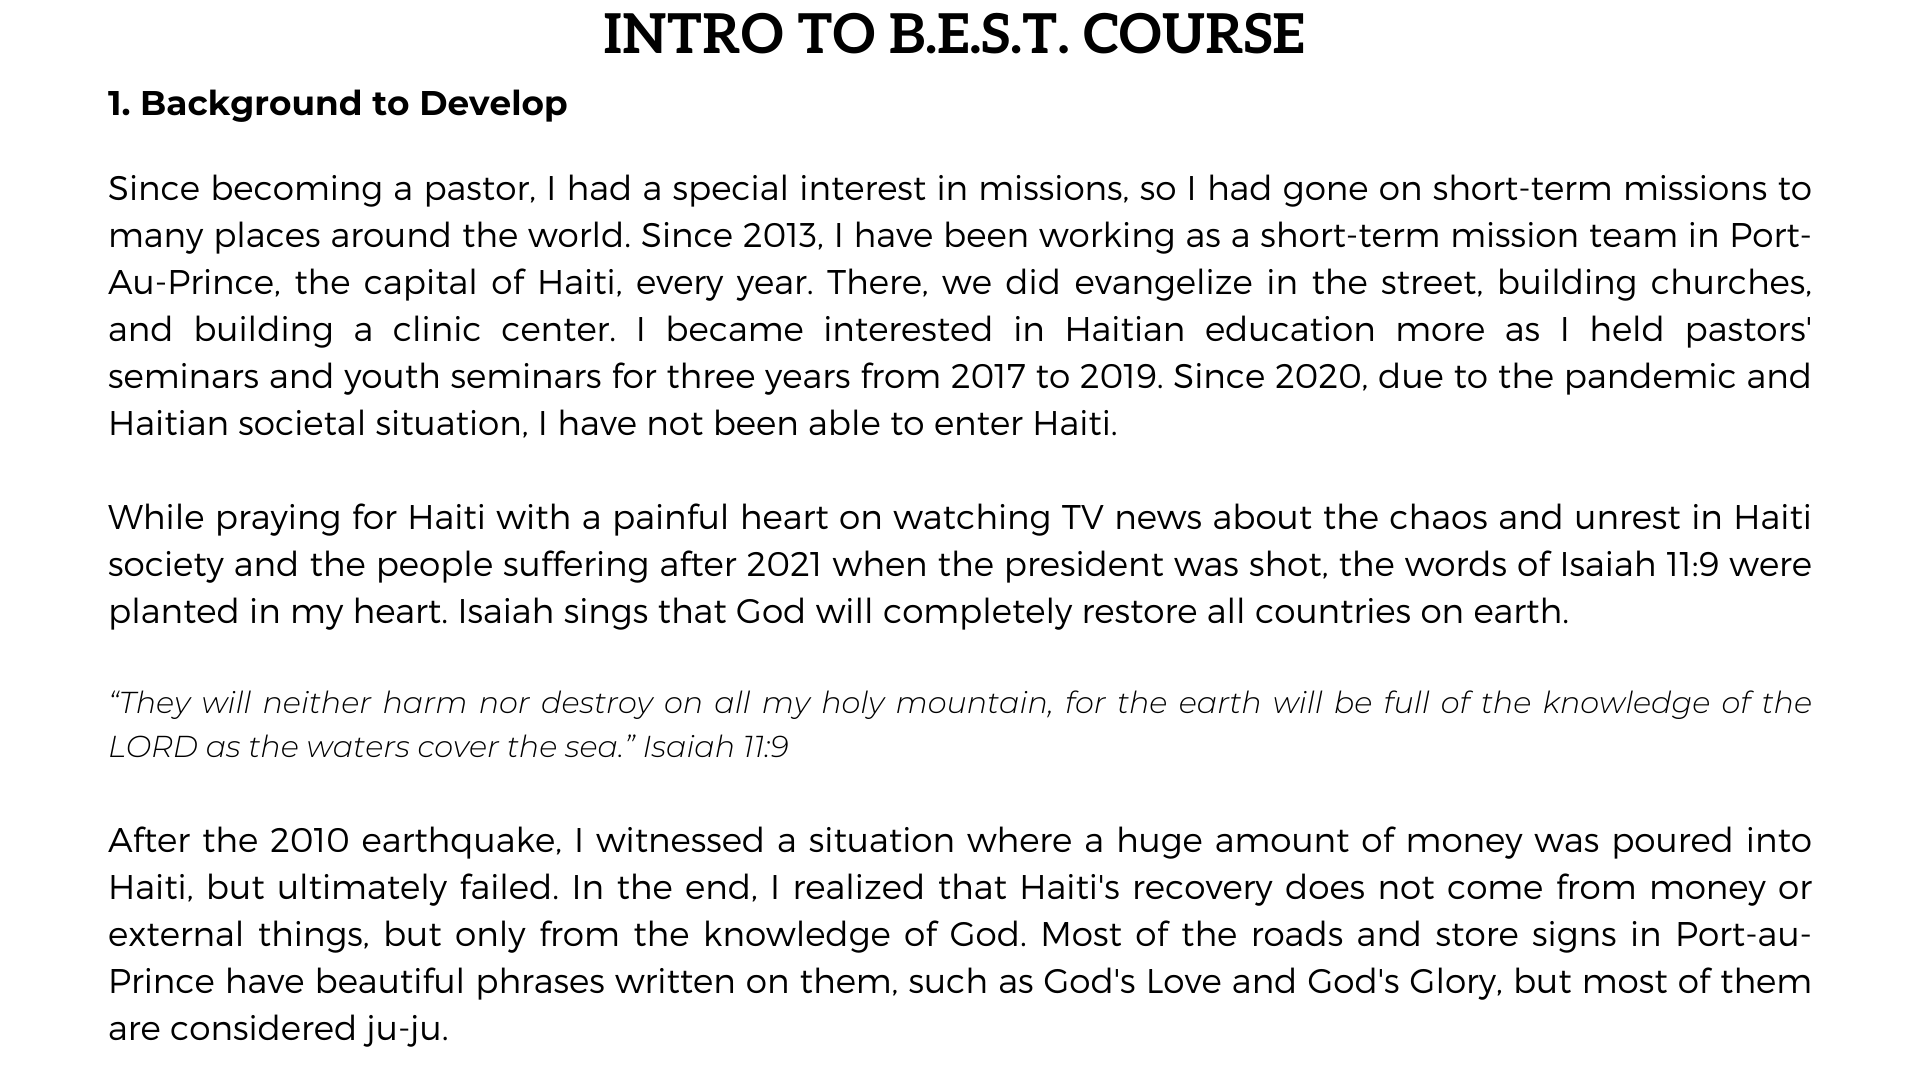 INTRO TO B.E.S.T. COURSE
1. Background to Develop
Since becoming a pastor, I had a special interest in missions, so I had gone on short-term missions to
many places around the world. Since 2013, I have been working as a short-term mission team in Port-
Au-Prince, the capital of Haiti, every year. There, we did evangelize in the street, building churches,
and building a clinic center. I became interested in Haitian education more as I held pastors'
seminars and youth seminars for three years from 2017 to 2019. Since 2020, due to the pandemic and
Haitian societal situation, I have not been able to enter Haiti.
While praying for Haiti with a painful heart on watching TV news about the chaos and unrest in Haiti
society and the people suffering after 2021 when the president was shot, the words of Isaiah 11:9 were
planted in my heart. Isaiah sings that God will completely restore all countries on earth.
“They will neither harm nor destroy on all my holy mountain, for the earth will be full of the knowledge of the
LORD as the waters cover the sea.” Isaiah 11:9
After the 2010 earthquake, I witnessed a situation where a huge amount of money was poured into
Haiti, but ultimately failed. In the end, I realized that Haiti's recovery does not come from money or
external things, but only from the knowledge of God. Most of the roads and store signs in Port-au-
Prince have beautiful phrases written on them, such as God's Love and God's Glory, but most of them
are considered ju-ju.